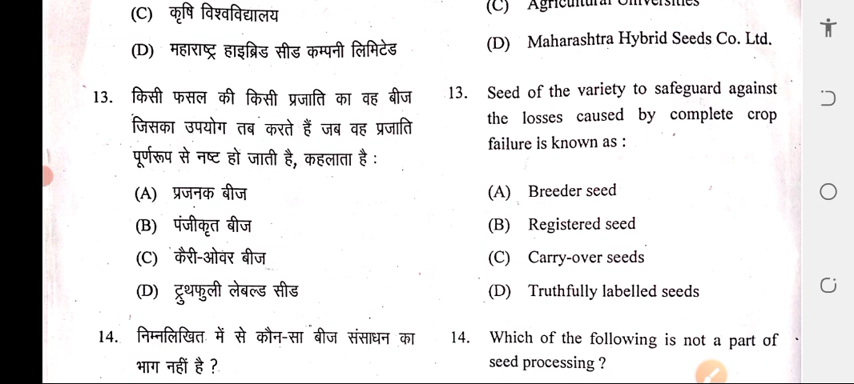 (C) कृषि विश्वविद्यालय
(D) महाराष्ट्र हाइब्रिड सीड कम्पनी लिमिटेड
13. किसी फसल की किसी प्रजाति का वह बीज
जिसका उपयोग तब करते हैं जब वह प्रजाति
पूर्णरूप से नष्ट हो जाती है, कहलाता है :
(A) प्रजनक बीज
(B) पंजीकृत बीज
(C) कैरी-ओवर बीज
(D) ट्रुथफुली लेबल्ड सीड
14. निम्नलिखित में से कौन-सा बीज संसाधन का
भाग नहीं है ?
(C) Agricultural Universities
(D) Maharashtra Hybrid Seeds Co. Ltd.
13. Seed of the variety to safeguard against
the losses caused by complete crop
failure is known as :
(A) Breeder seed
(B) Registered seed
(C) Carry-over seeds
(D) Truthfully labelled seeds
14. Which of the following is not a part of
seed processing ?